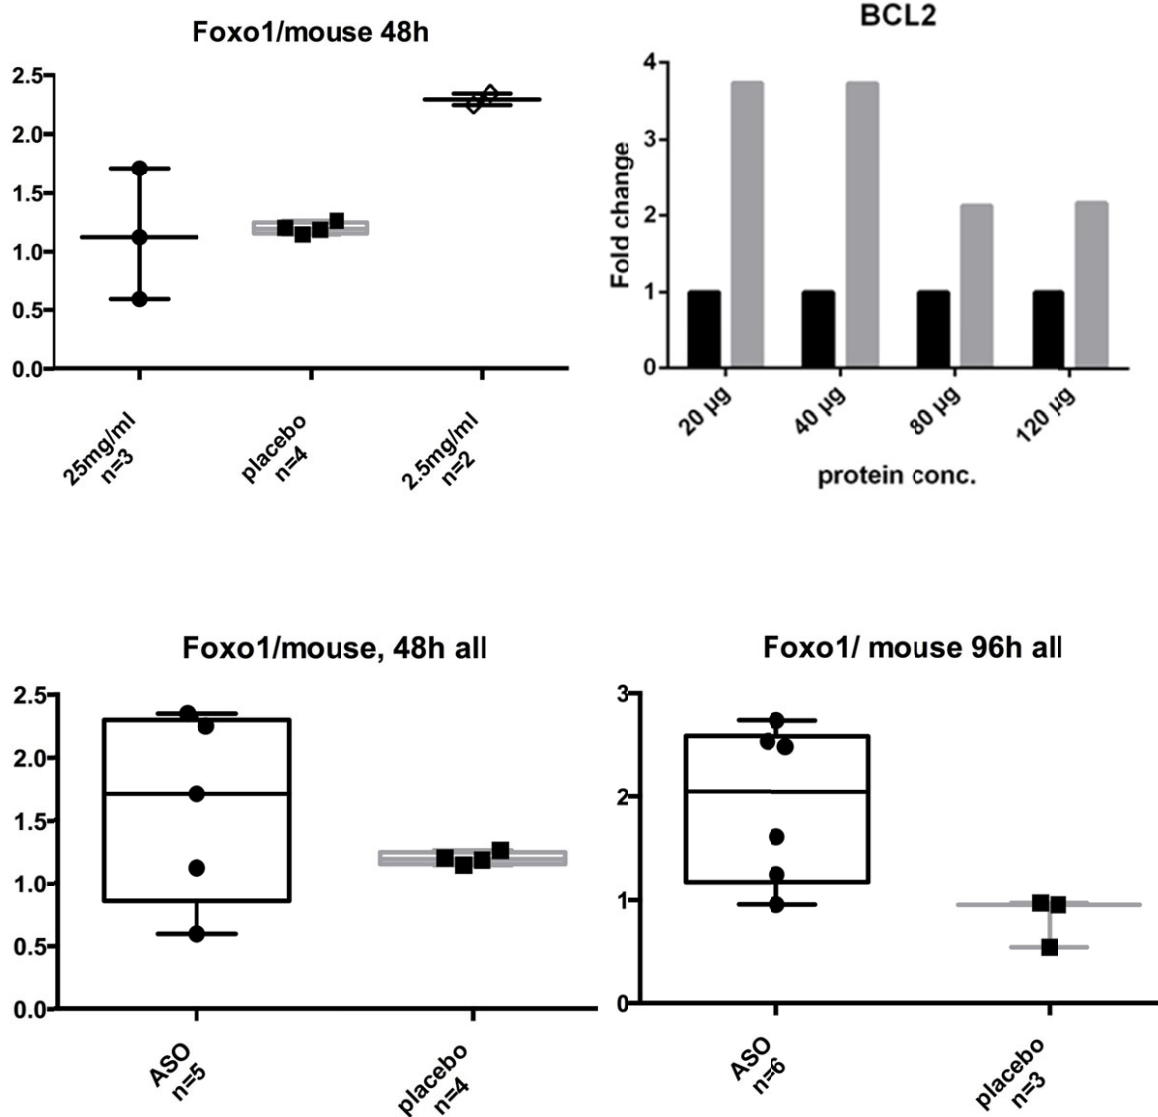 Foxo1/mouse 48h
2.5
2.0
1.5
1.0
0.5
0.0
25mg/ml
n=3
placebo
n=4
2.5mg/ml
n=2
BCL2
Fold change
4
3
2
1
0
20 µg
40 µg
80 µg
120 µg
protein conc.
Foxo1/mouse, 48h all
2.5
2.0
1.5
1.0
0.5
0.0
ASO
n=5
placebo
n=4
Foxo1/ mouse 96h all
3
2
1
0
ASO
n=6
placebo
n=3